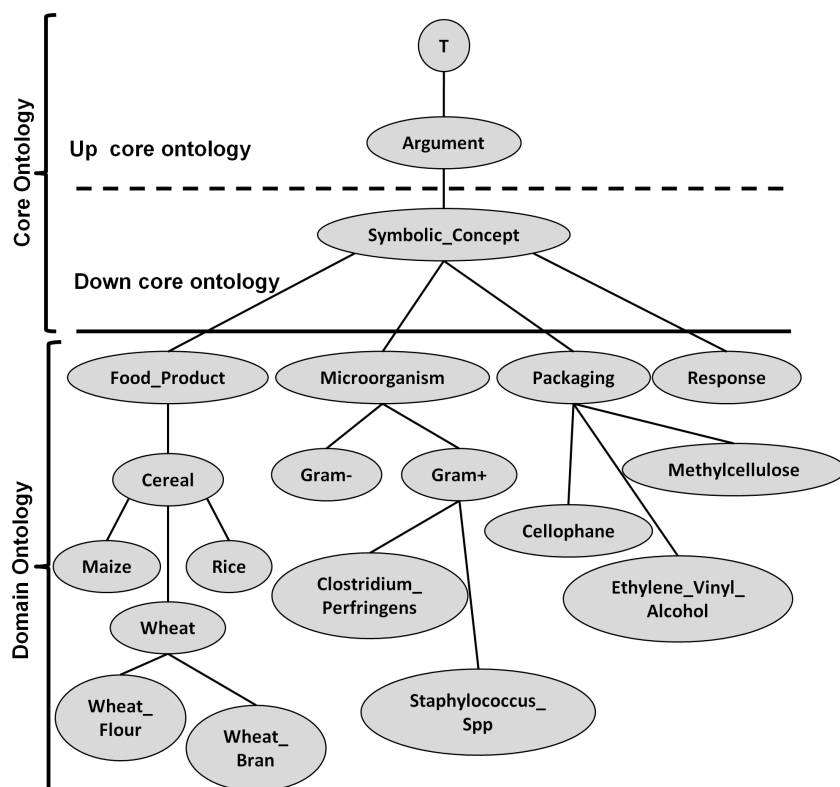 T
Core Ontology
Up core ontology
Argument
Symbolic_Concept
Down core ontology
Domain Ontology
Food_Product
Microorganism
Packaging
Response
Cereal
Gram-
Gram+
Methylcellulose
Cellophane
Maize
Rice
Clostridium_
Perfringens
Ethylene_Vinyl_
Alcohol
Wheat
Wheat_
Flour
Wheat_
Bran
Staphylococcus_
Spp